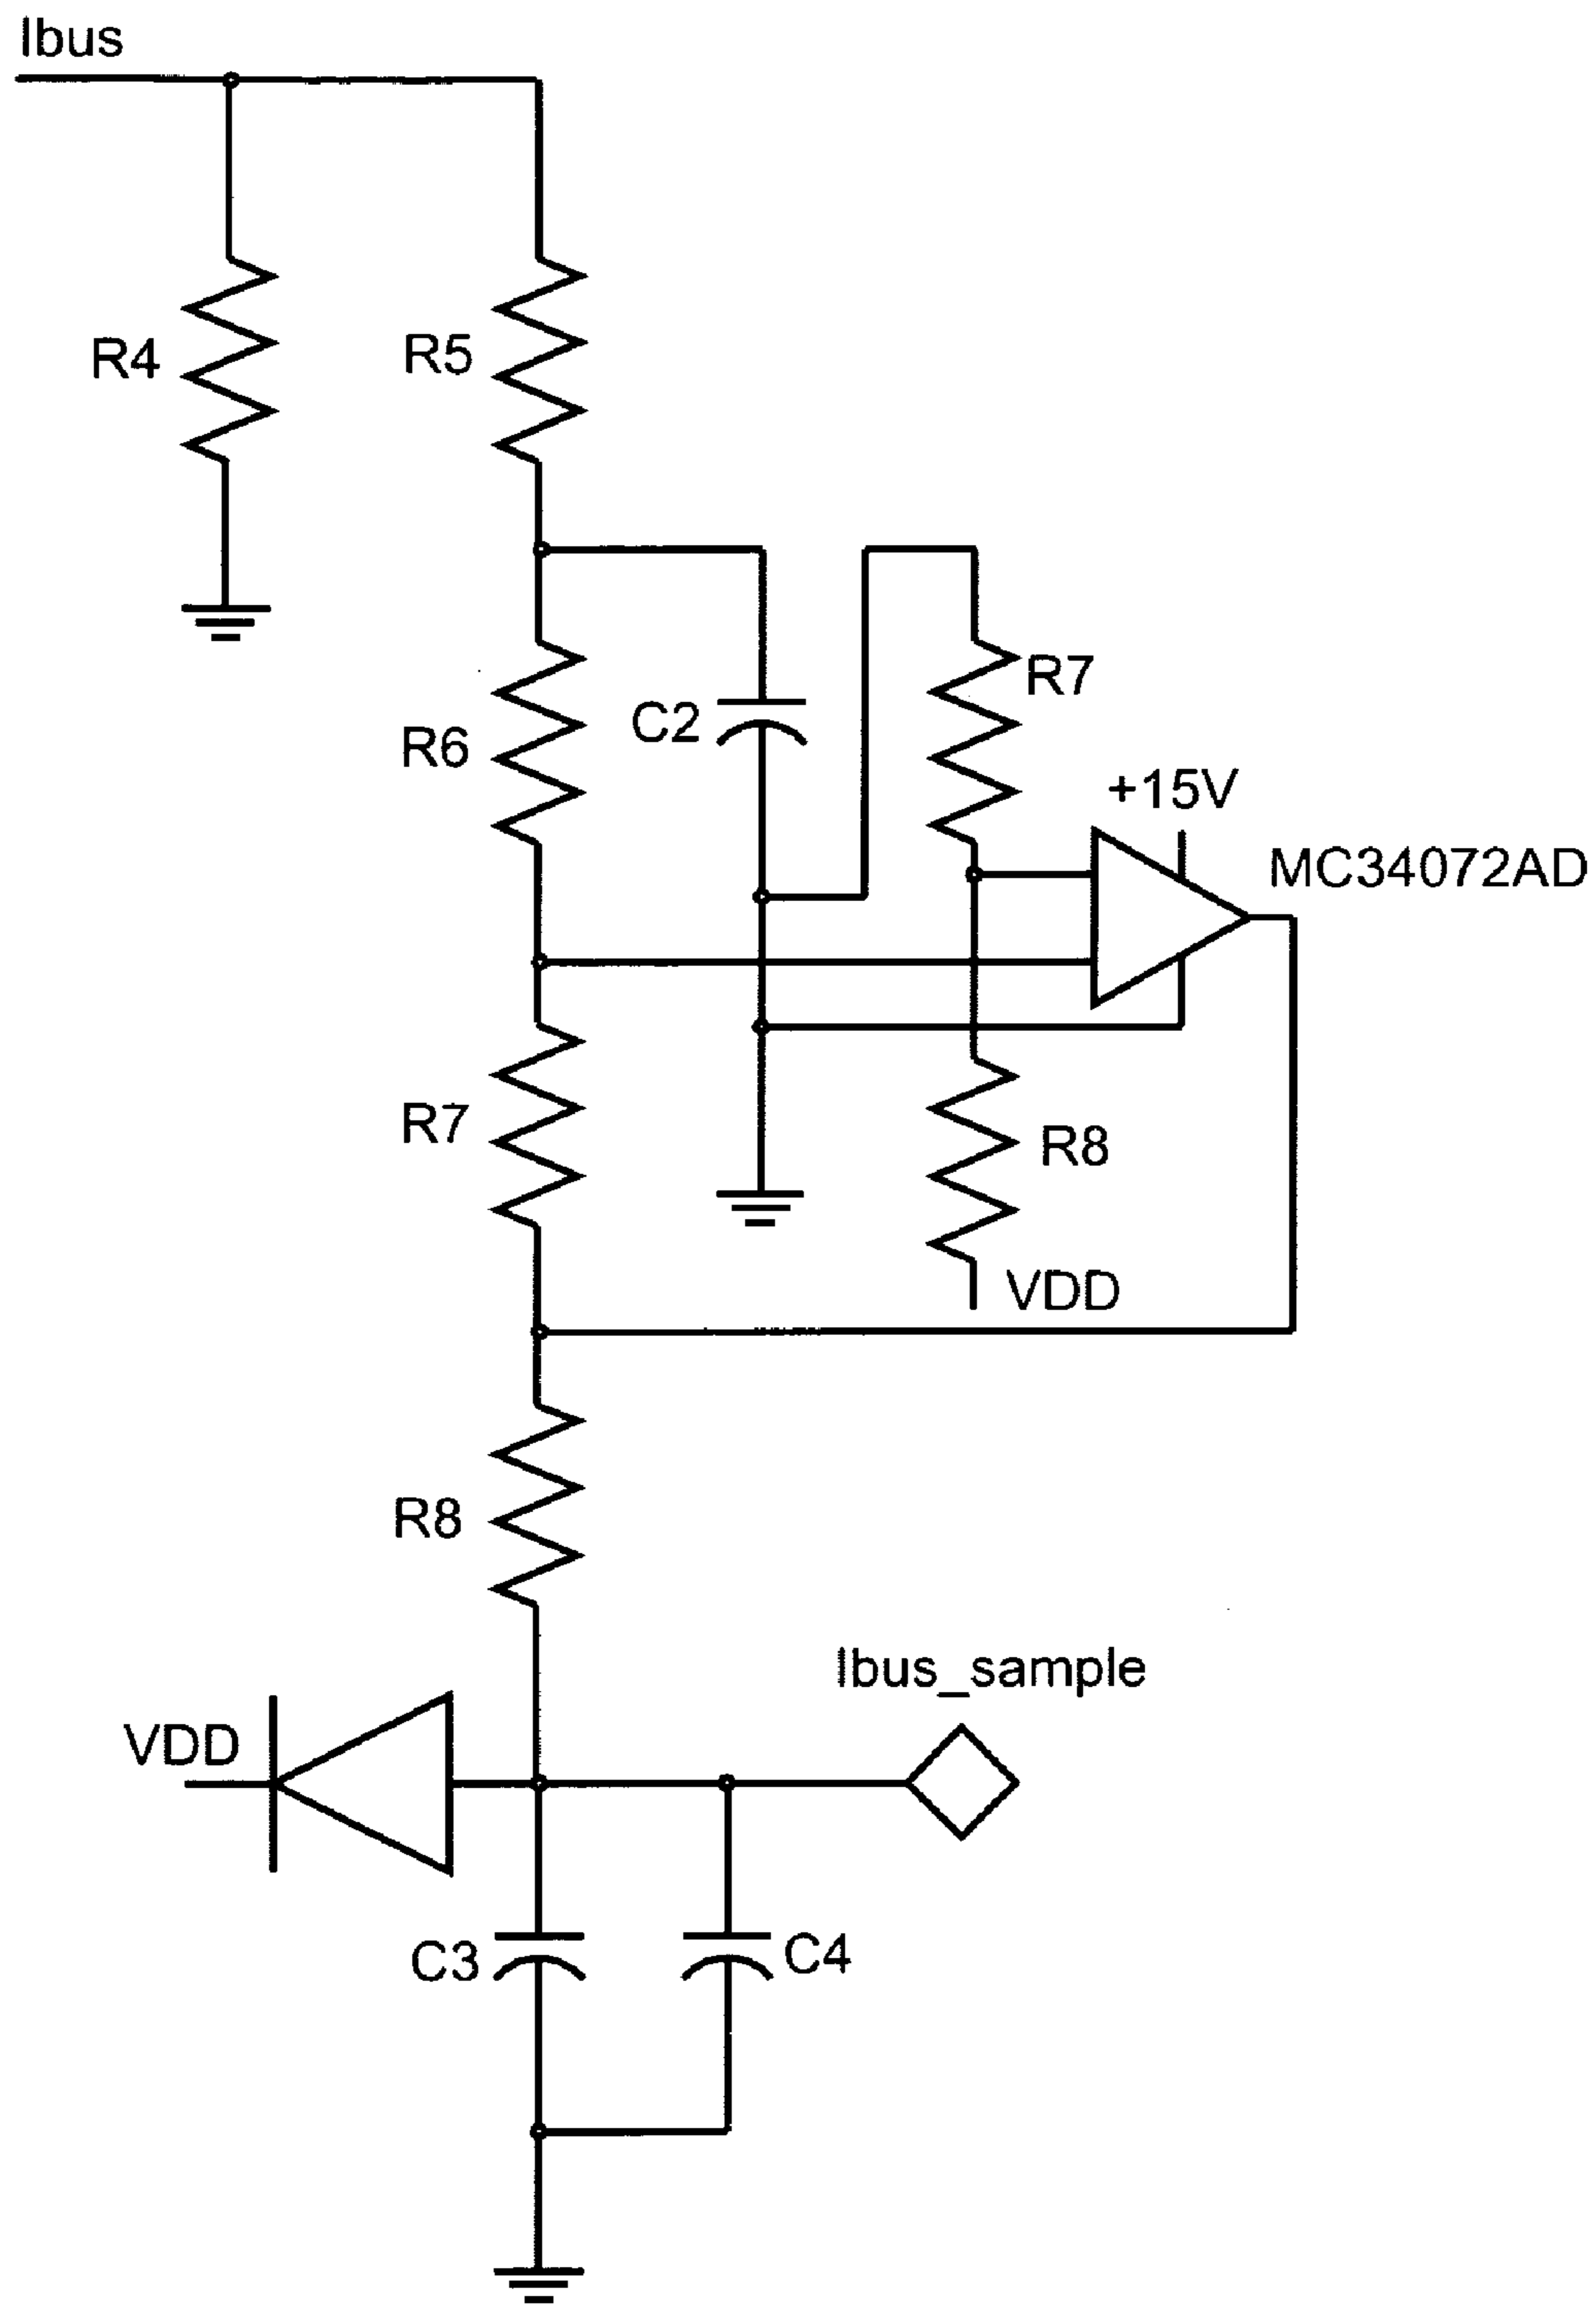 Ibus
R4
R5
R6
C2
R7
+15V
MC34072AD
R7
R8
VDD
R8
Ibus_sample
VDD
C3
C4